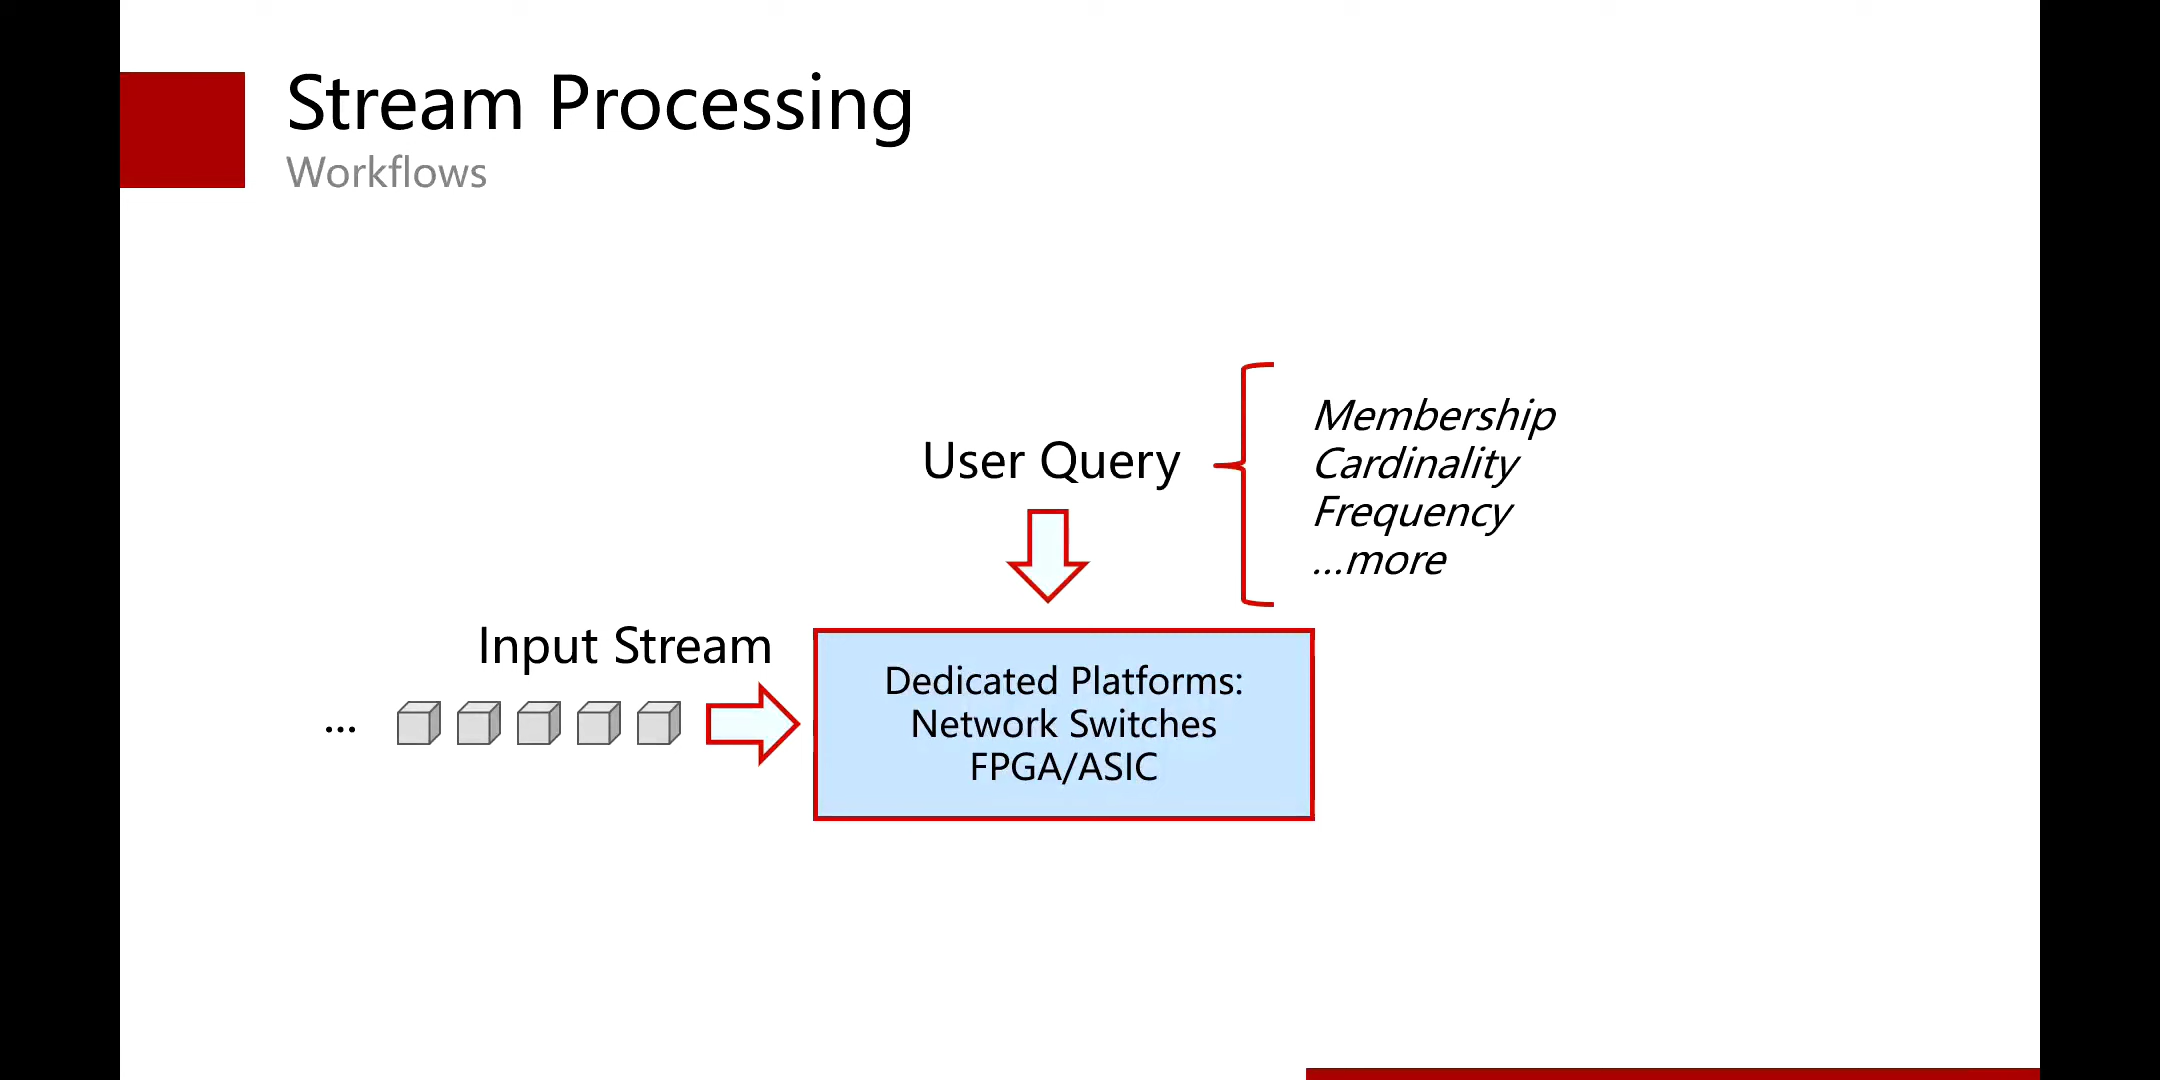 Stream Processing
Workflows
User Query
Membership
Cardinality
Frequency
...more
Input Stream
...
Dedicated Platforms:
Network Switches
FPGA/ASIC